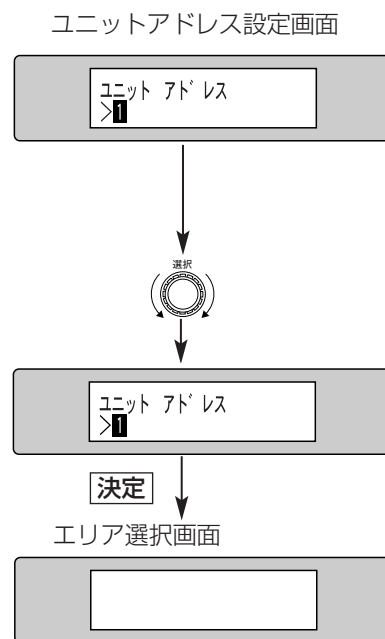 ユニットアドレス設定画面
ユニット アト゛レス
>1
選択
ユニット アト゛レス
>1
決定
エリア選択画面